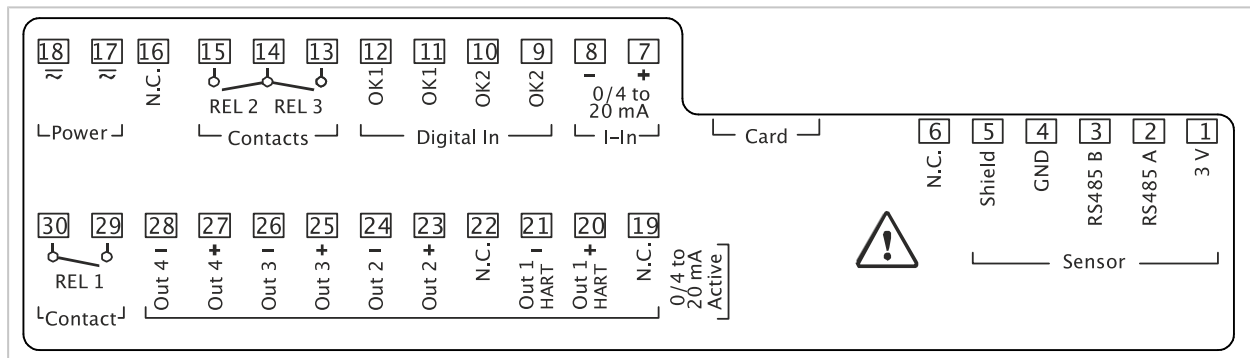 18 17 16 15 14 13 12 11 10 9 8 7
≂ ≂ N.C. OK1 OK1 OK2 OK2 – +
REL 2 REL 3 0/4 to
20 mA
Power Contacts Digital In I–In Card
6 5 4 3 2 1
N.C. Shield GND RS485 B RS485 A 3 V
Sensor
30 29 28 27 26 25 24 23 22 21 20 19
REL 1 Out 4 – Out 4 + Out 3 – Out 3 + Out 2 – Out 2 + N.C. Out 1 – HART Out 1 + HART N.C.
0/4 to
20 mA
Active
Contact
!